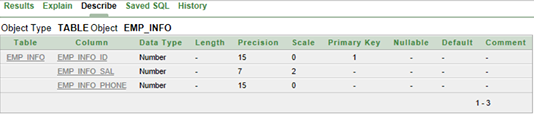 Results Explain Describe Saved SQL History
Object Type TABLE Object EMP_INFO
Table Column Data Type Length Precision Scale Primary Key Nullable Default Comment
EMP_INFO EMP_INFO_ID Number - 15 0 1 - - -
EMP_INFO_SAL Number - 7 2 - - - -
EMP_INFO_PHONE Number - 15 0 - - - -
1 - 3